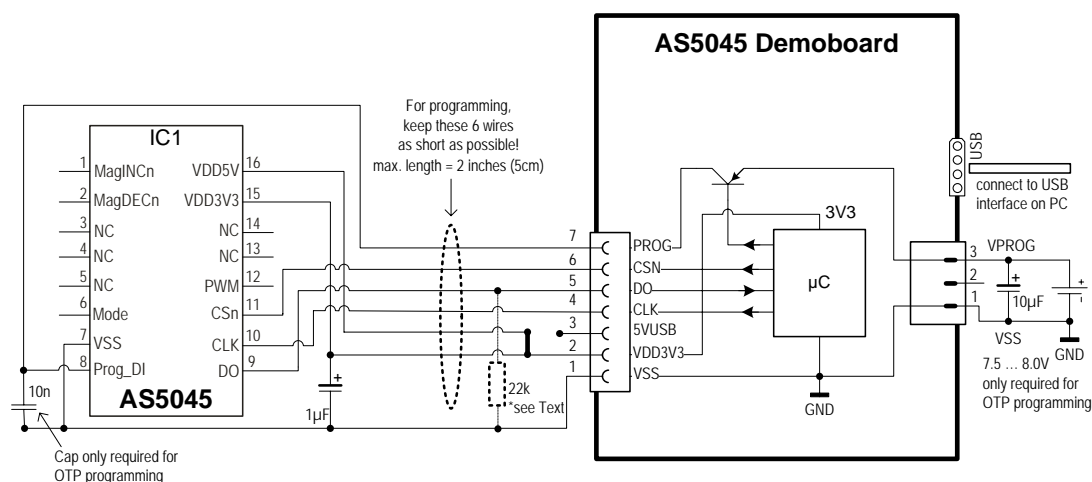 AS5045 Demoboard
For programming,
keep these 6 wires
as short as possible!
max. length = 2 inches (5cm)
IC1
1 MagINCn
2 MagDECn
3 NC
4 NC
5 NC
6 Mode
7 VSS
8 Prog_DI
VDD5V 16
VDD3V3 15
NC 14
NC 13
PWM 12
CSn 11
CLK 10
DO 9
AS5045
10n
Cap only required for
OTP programming
1µF
+
22k
*see Text
7 PROG
6 CSN
5 DO
4 CLK
3 5VUSB
2 VDD3V3
1 VSS
3V3
µC
GND
USB
connect to USB
interface on PC
3 VPROG
2
1
+
10µF
+
VSS
GND
7.5 ... 8.0V
only required for
OTP programming